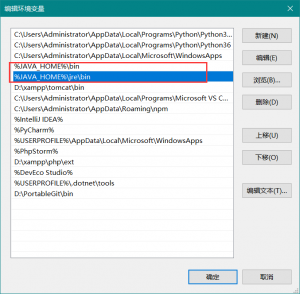 编辑环境变量
C:\Users\Administrator\AppData\Local\Programs\Python\Python3...
C:\Users\Administrator\AppData\Local\Programs\Python\Python36
C:\Users\Administrator\AppData\Local\Microsoft\WindowsApps
%JAVA_HOME%\bin
%JAVA_HOME%\jre\bin
D:\xampp\tomcat\bin
C:\Users\Administrator\AppData\Local\Programs\Microsoft VS C...
C:\Users\Administrator\AppData\Roaming\npm
%IntelliJ IDEA%
%PyCharm%
%USERPROFILE%\AppData\Local\Microsoft\WindowsApps
%PhpStorm%
D:\xampp\php\ext
%DevEco Studio%
%USERPROFILE%\.dotnet\tools
D:\PortableGit\bin
新建(N)
编辑(E)
浏览(B)...
删除(D)
上移(U)
下移(O)
编辑文本(T)...
确定
取消